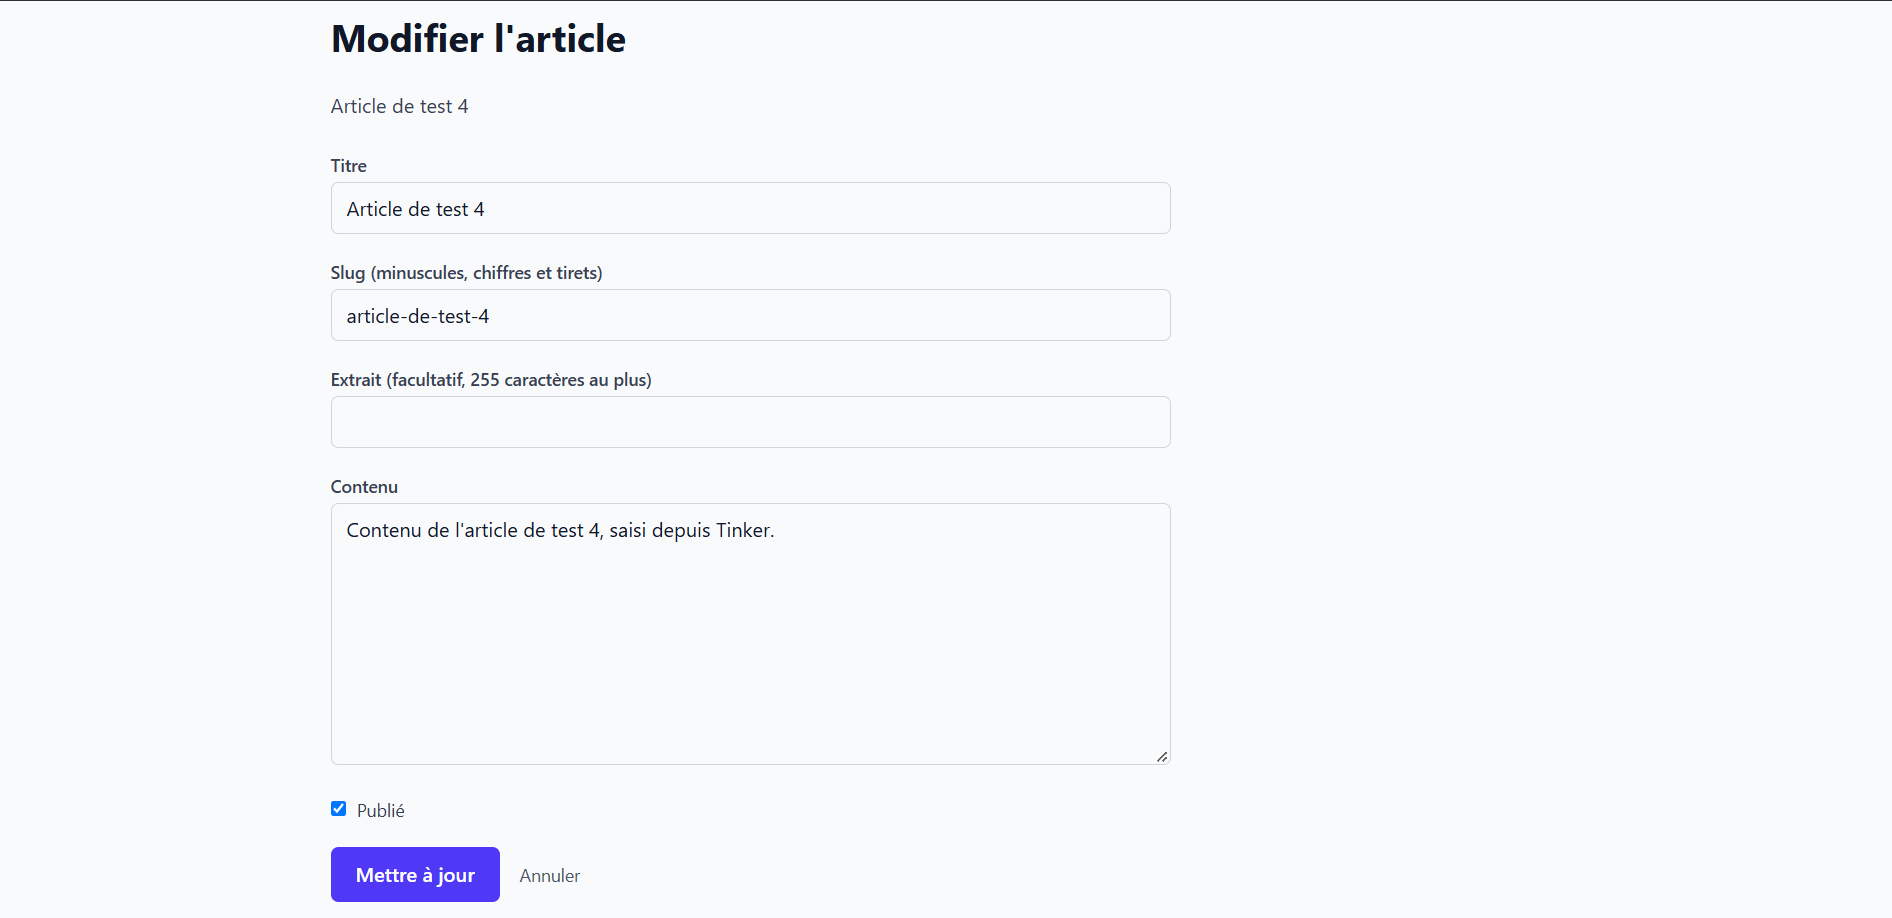 Modifier l'article
Article de test 4
Titre
Article de test 4
Slug (minuscules, chiffres et tirets)
article-de-test-4
Extrait (facultatif, 255 caractères au plus)
Contenu
Contenu de l'article de test 4, saisi depuis Tinker.
Publié
Mettre à jour Annuler